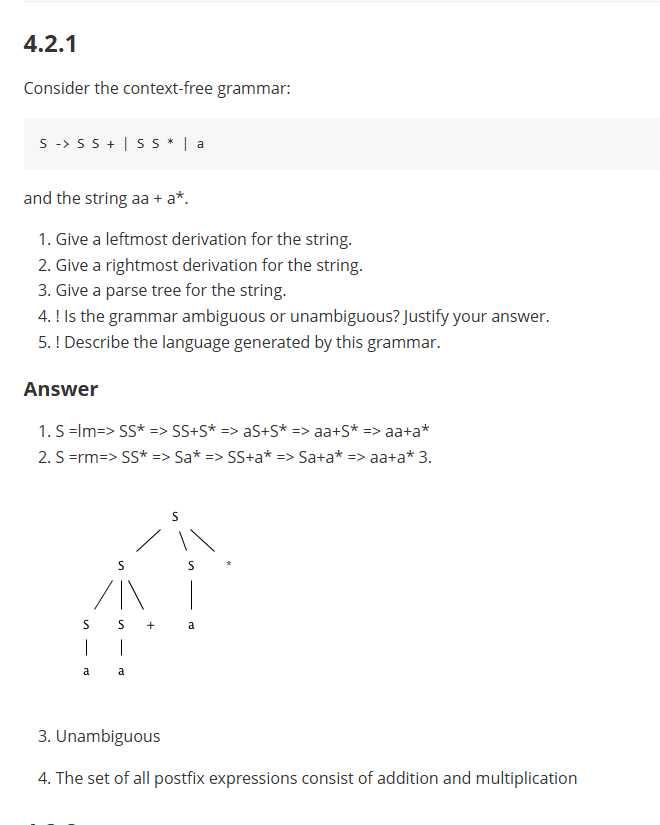 4.2.1
Consider the context-free grammar:
S -> S S + | S S * | a
and the string aa + a*.
1. Give a leftmost derivation for the string.
2. Give a rightmost derivation for the string.
3. Give a parse tree for the string.
4. ! Is the grammar ambiguous or unambiguous? Justify your answer.
5. ! Describe the language generated by this grammar.
Answer
1. S =lm=> SS* => SS+S* => aS+S* => aa+S* => aa+a*
2. S =rm=> SS* => Sa* => SS+a* => Sa+a* => aa+a* 3.
S
S S *
S S + a
a a
3. Unambiguous
4. The set of all postfix expressions consist of addition and multiplication